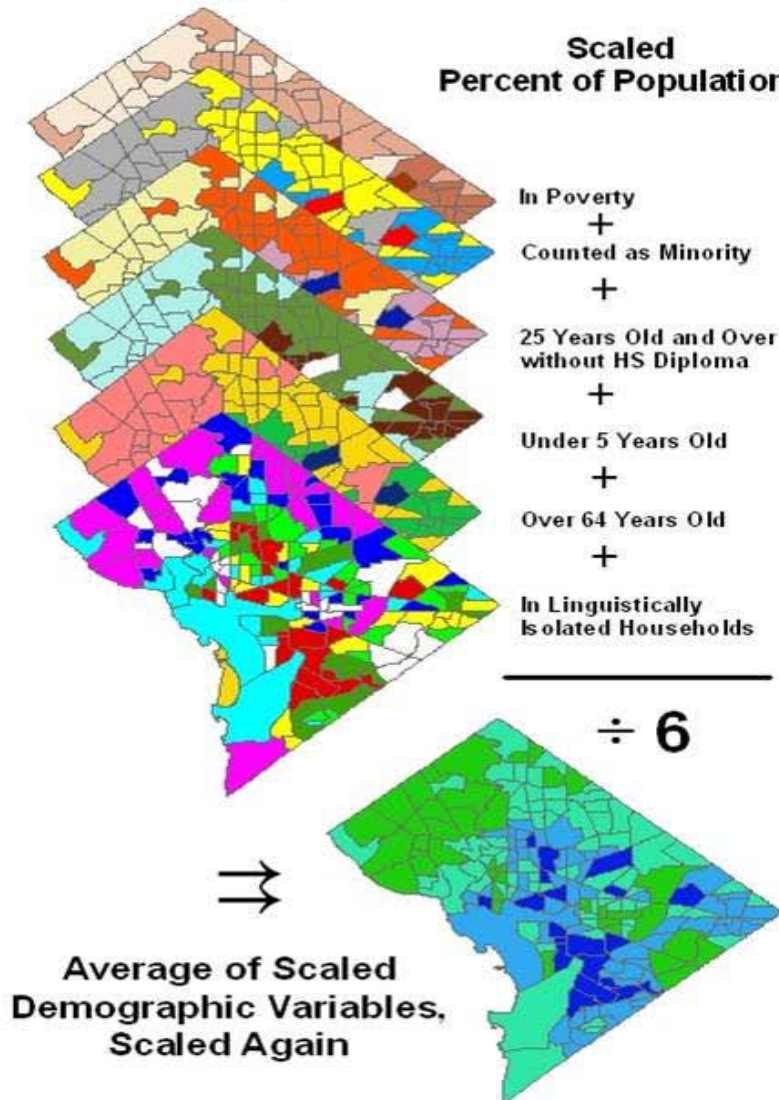 Scaled
Percent of Population
In Poverty
+
Counted as Minority
+
25 Years Old and Over
without HS Diploma
+
Under 5 Years Old
+
Over 64 Years Old
+
In Linguistically
Isolated Households
÷ 6
Average of Scaled
Demographic Variables,
Scaled Again